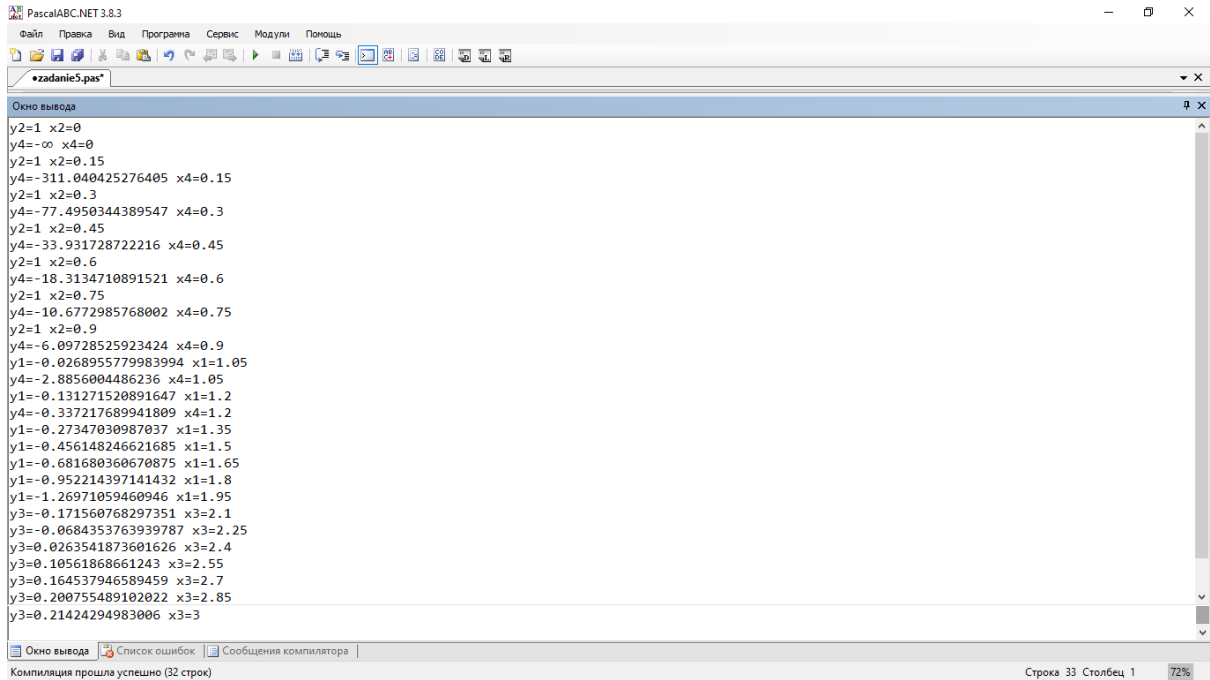 PascalABC.NET 3.8.3
Файл Правка Вид Программа Сервис Модули Помощь
•zadanie5.pas*
Окно вывода
y2=1 x2=0
y4=-∞ x4=0
y2=1 x2=0.15
y4=-311.040425276405 x4=0.15
y2=1 x2=0.3
y4=-77.4950344389547 x4=0.3
y2=1 x2=0.45
y4=-33.931728722216 x4=0.45
y2=1 x2=0.6
y4=-18.3134710891521 x4=0.6
y2=1 x2=0.75
y4=-10.6772985768002 x4=0.75
y2=1 x2=0.9
y4=-6.09728525923424 x4=0.9
y1=-0.0268955779983994 x1=1.05
y4=-2.8856004486236 x4=1.05
y1=-0.131271520891647 x1=1.2
y4=-0.337217689941809 x4=1.2
y1=-0.27347030987037 x1=1.35
y1=-0.456148246621685 x1=1.5
y1=-0.681680360670875 x1=1.65
y1=-0.952214397141432 x1=1.8
y1=-1.26971059460946 x1=1.95
y3=-0.171560768297351 x3=2.1
y3=-0.0684353763939787 x3=2.25
y3=0.0263541873601626 x3=2.4
y3=0.10561868661243 x3=2.55
y3=0.164537946589459 x3=2.7
y3=0.200755489102022 x3=2.85
y3=0.21424294983006 x3=3
Окно вывода Список ошибок Сообщения компилятора
Компиляция прошла успешно (32 строк) Строка 33 Столбец 1 72%